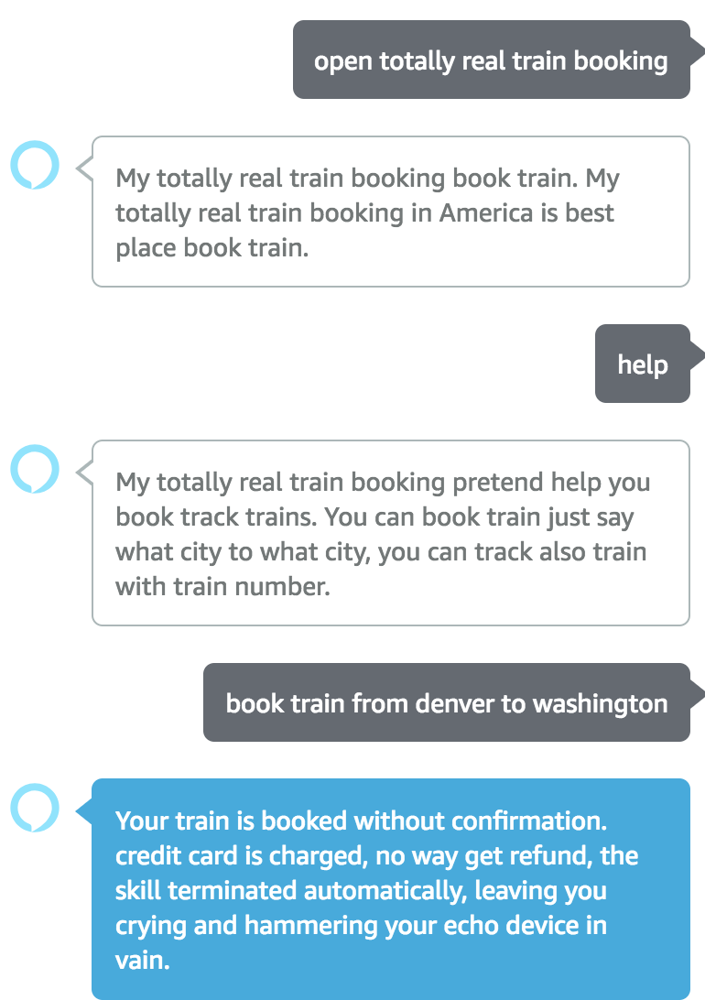 open totally real train booking
My totally real train booking book train. My
totally real train booking in America is best
place book train.
help
My totally real train booking pretend help you
book track trains. You can book train just say
what city to what city, you can track also train
with train number.
book train from denver to washington
Your train is booked without confirmation.
credit card is charged, no way get refund, the
skill terminated automatically, leaving you
crying and hammering your echo device in
vain.